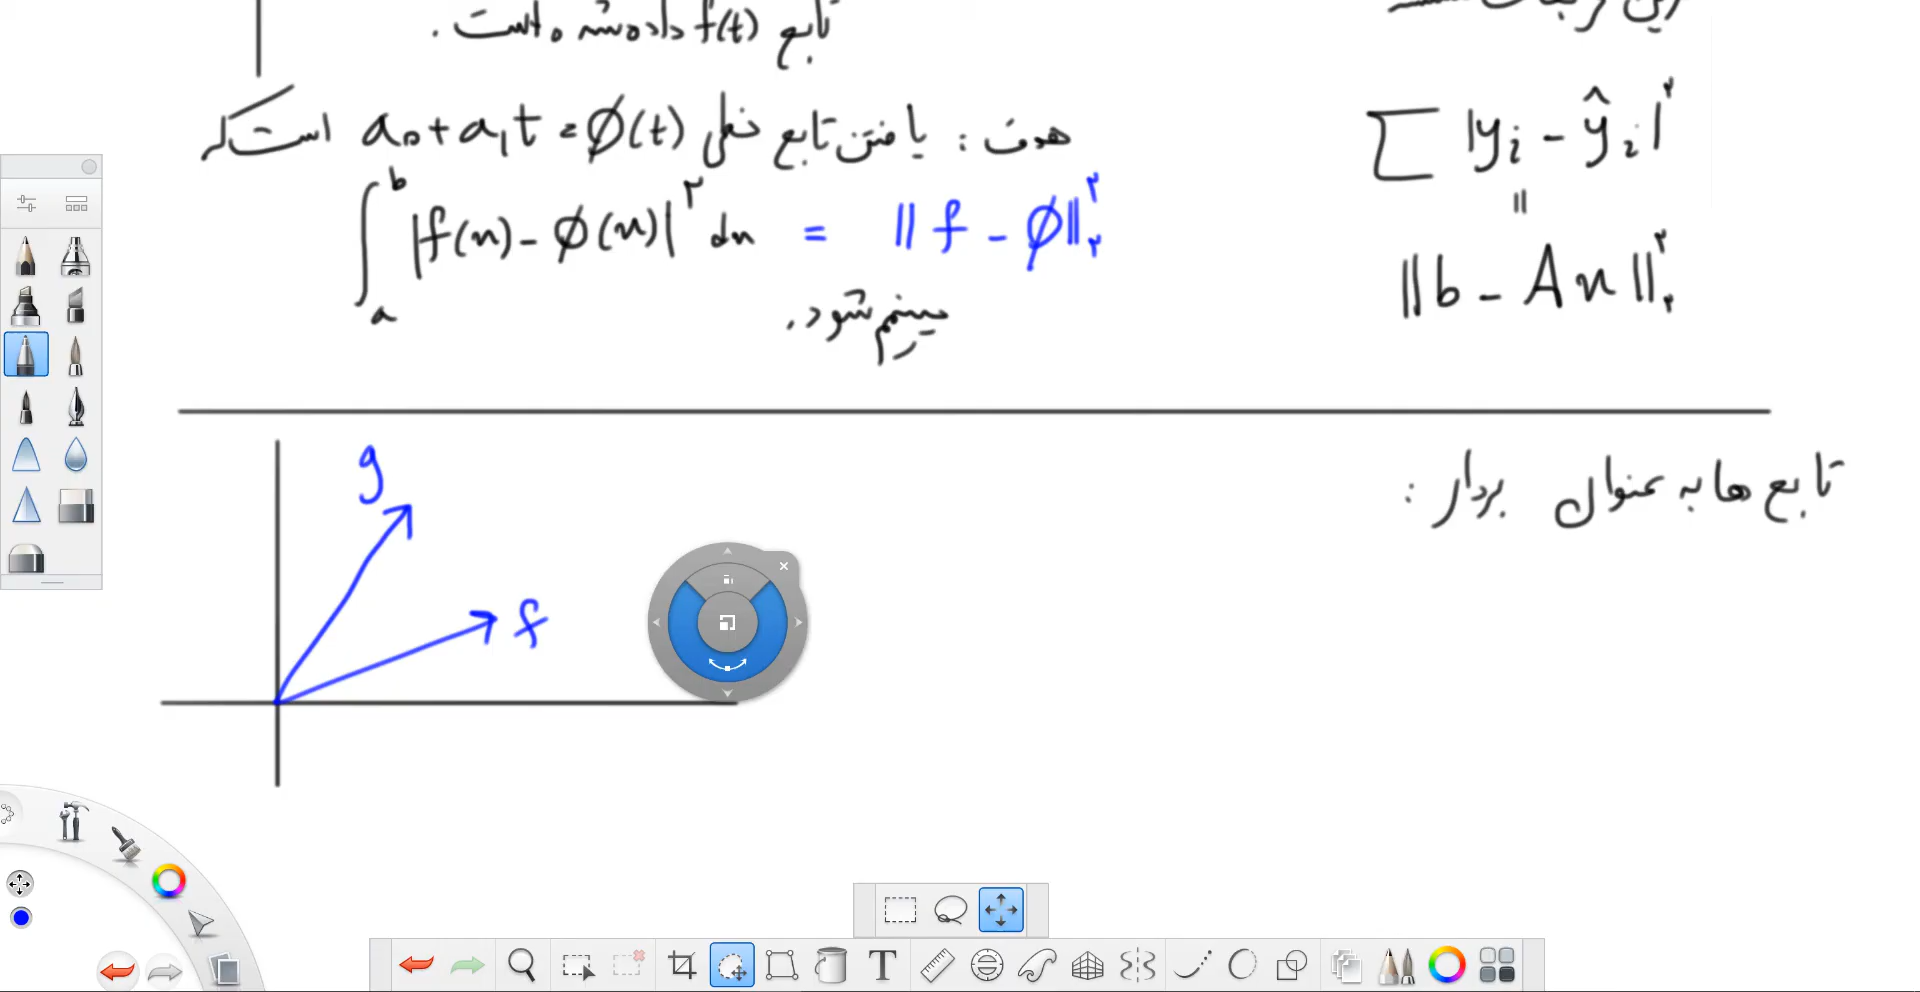 این
تابع f(t) داده شده است.
هدف : یافتن تابع خطی a₀+a₁t = ∅(t) است که
∫ₐᵇ |f(x) - ∅(x)|² dx = ‖f - ∅‖₂²
مینیمم شود.
∑ |yᵢ - ŷᵢ|²
=
‖b - Ax‖₂²
تابع ها به عنوان بردار :
g
f